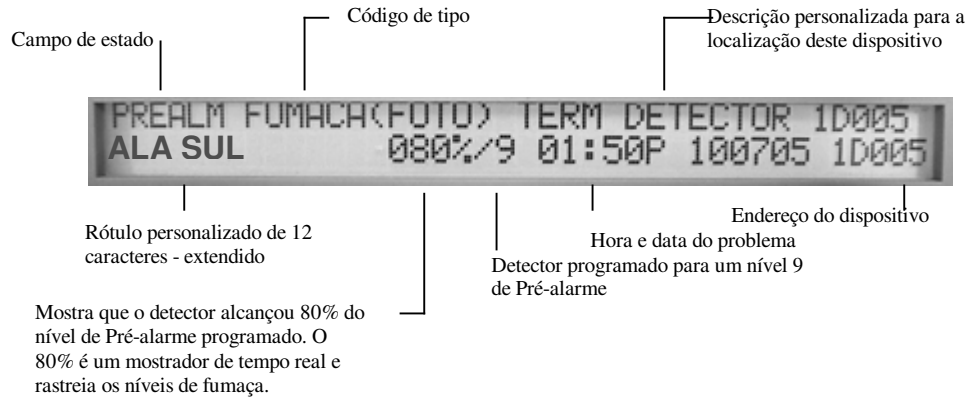 Código de tipo
Descrição personalizada para a
localização deste dispositivo
Campo de estado
PREALM FUMACA(FOTO) TERM DETECTOR 1D005
ALA SUL 080%/9 01:50P 100705 1D005
Endereço do dispositivo
Rótulo personalizado de 12
caracteres - extendido
Hora e data do problema
Detector programado para um nível 9
de Pré-alarme
Mostra que o detector alcançou 80% do
nível de Pré-alarme programado. O
80% é um mostrador de tempo real e
rastreia os níveis de fumaça.